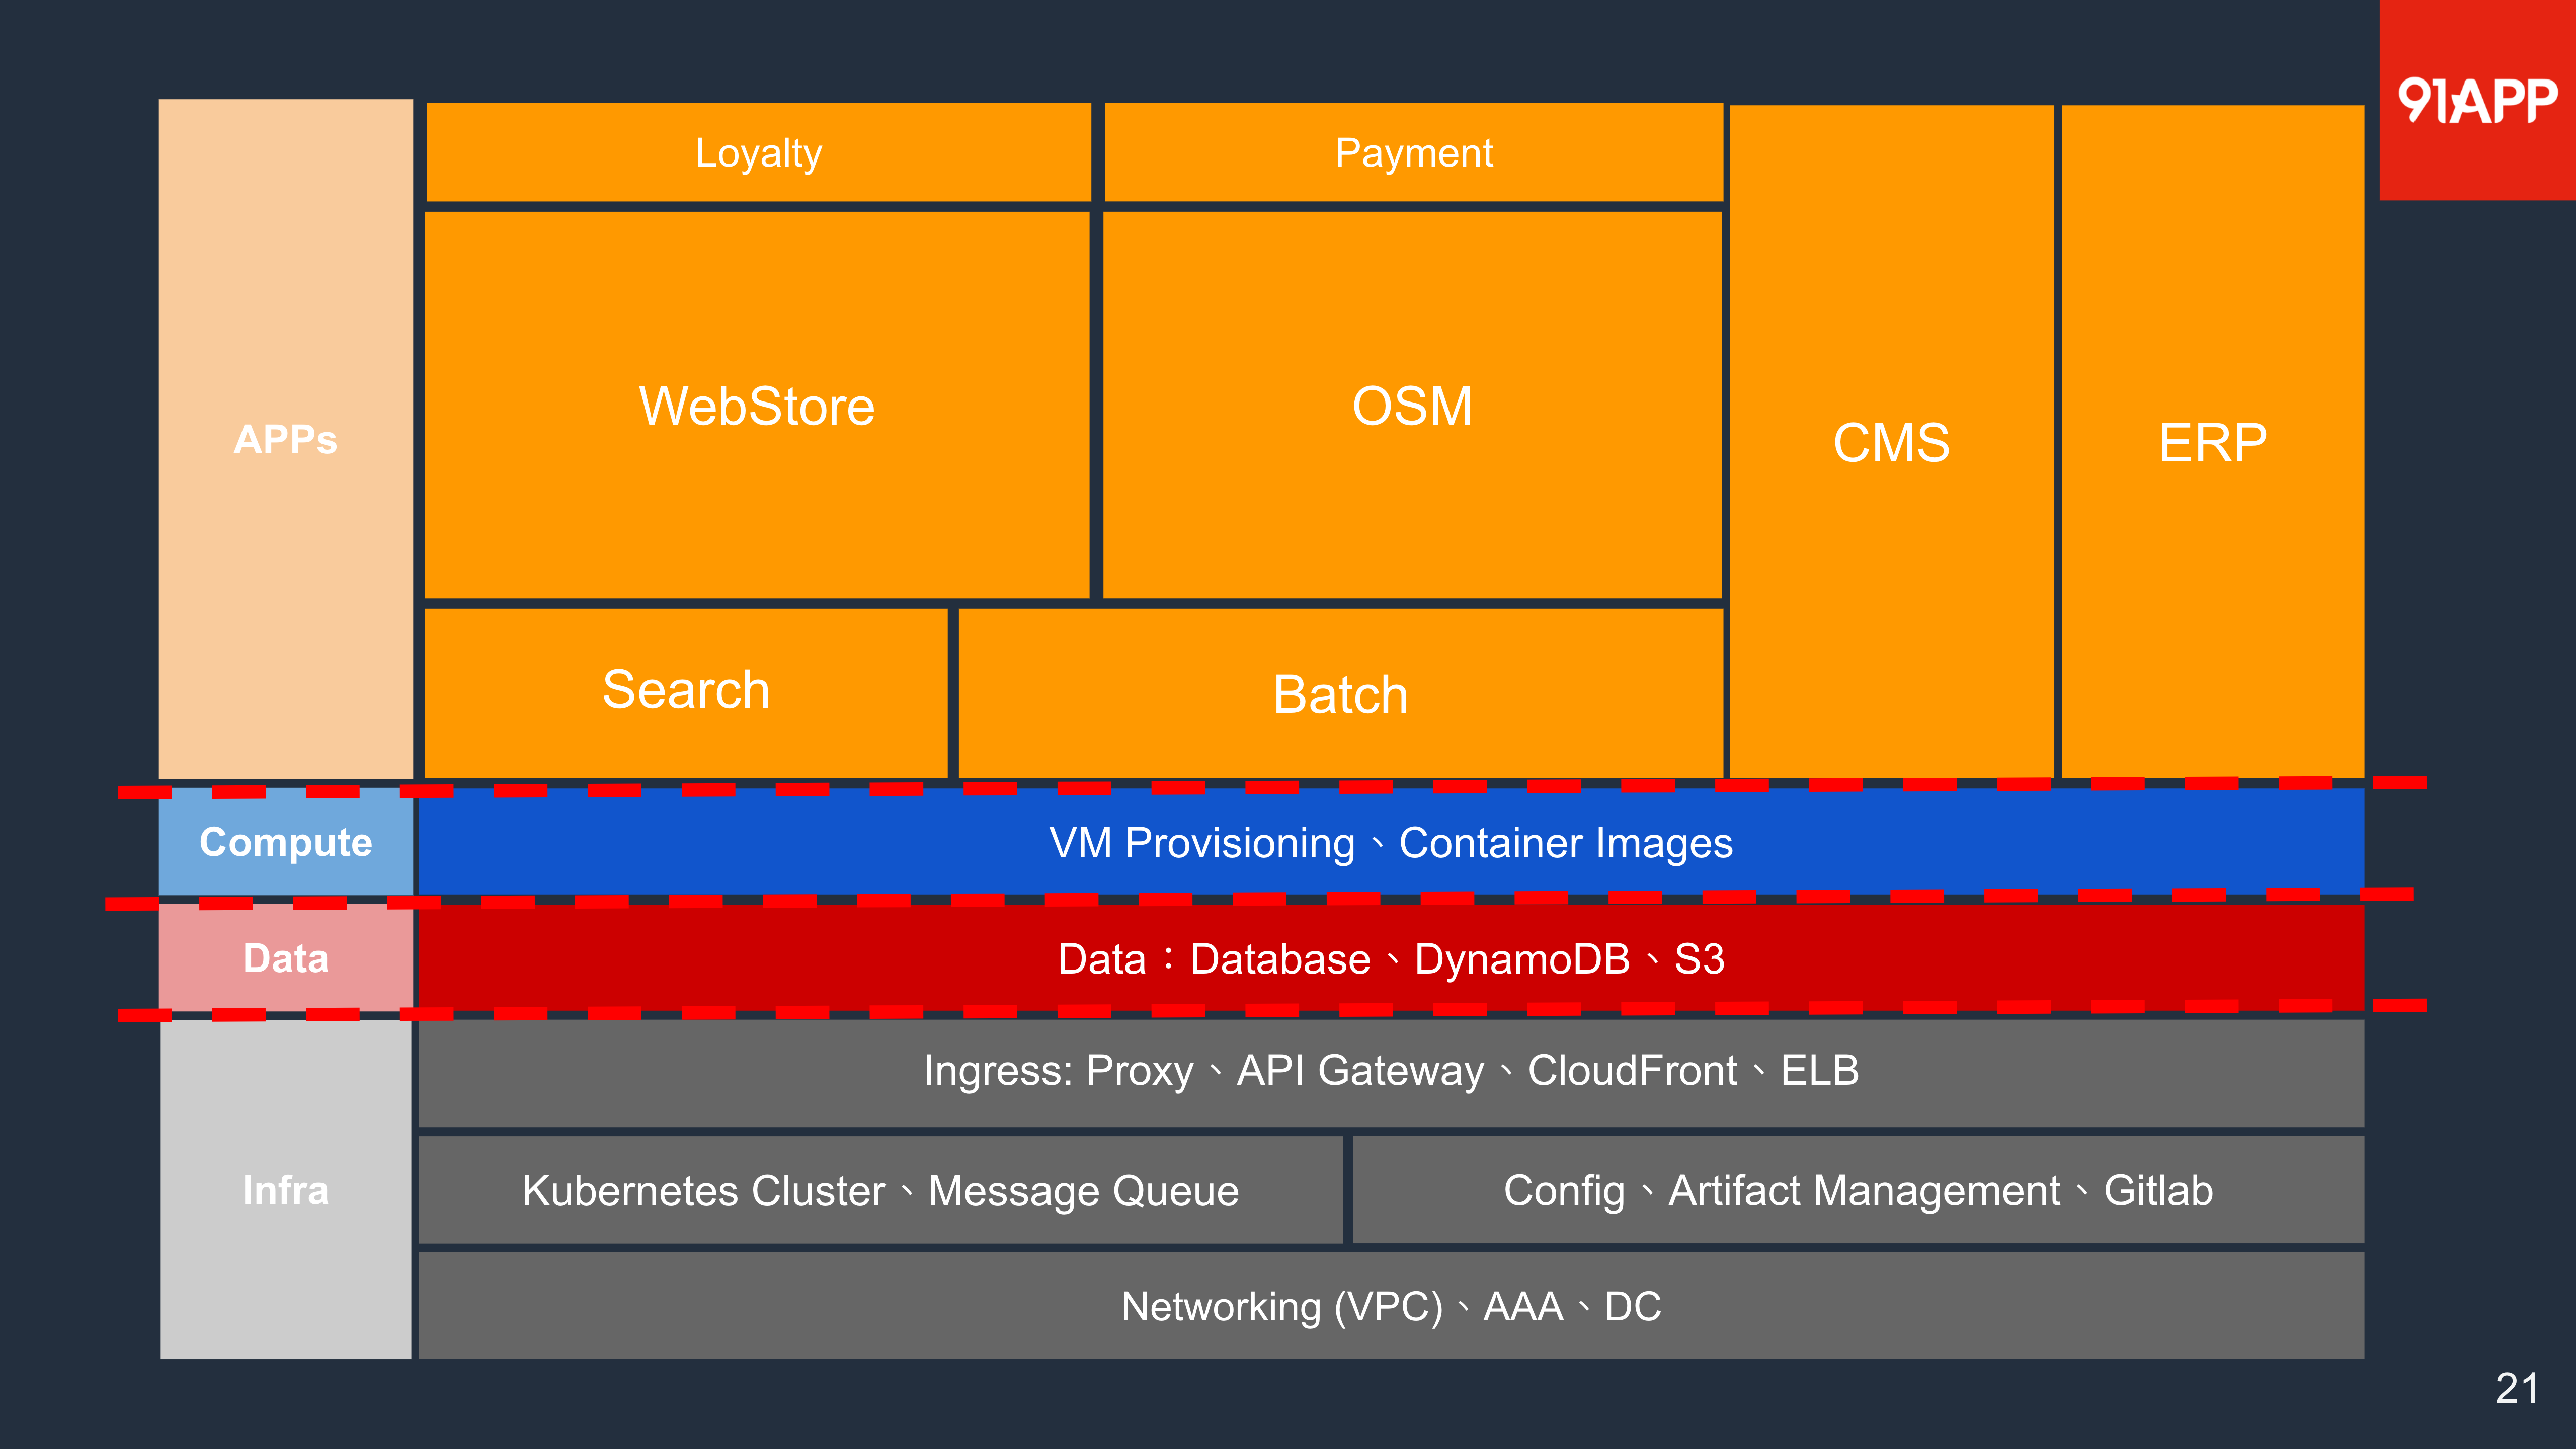 91APP
Loyalty
Payment
APPs
WebStore
OSM
CMS
ERP
Search
Batch
Compute
VM Provisioning、Container Images
Data
Data：Database、DynamoDB、S3
Infra
Ingress: Proxy、API Gateway、CloudFront、ELB
Kubernetes Cluster、Message Queue
Config、Artifact Management、Gitlab
Networking (VPC)、AAA、DC
21